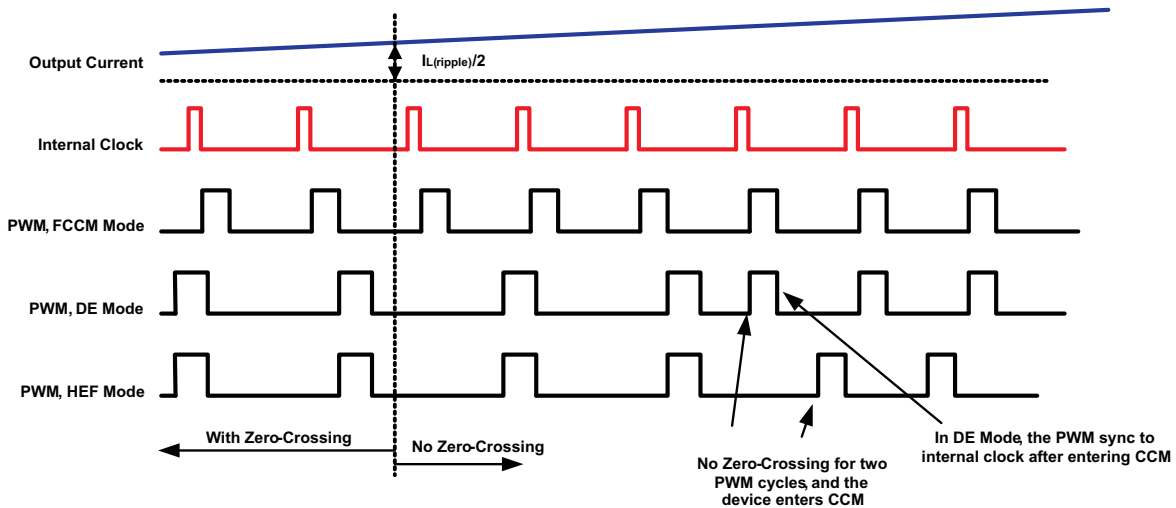 Output Current
I_L(ripple)/2
Internal Clock
PWM, FCCM Mode
PWM, DE Mode
PWM, HEF Mode
With Zero-Crossing
No Zero-Crossing
No Zero-Crossing for two
PWM cycles, and the
device enters CCM
In DE Mode, the PWM sync to
internal clock after entering CCM